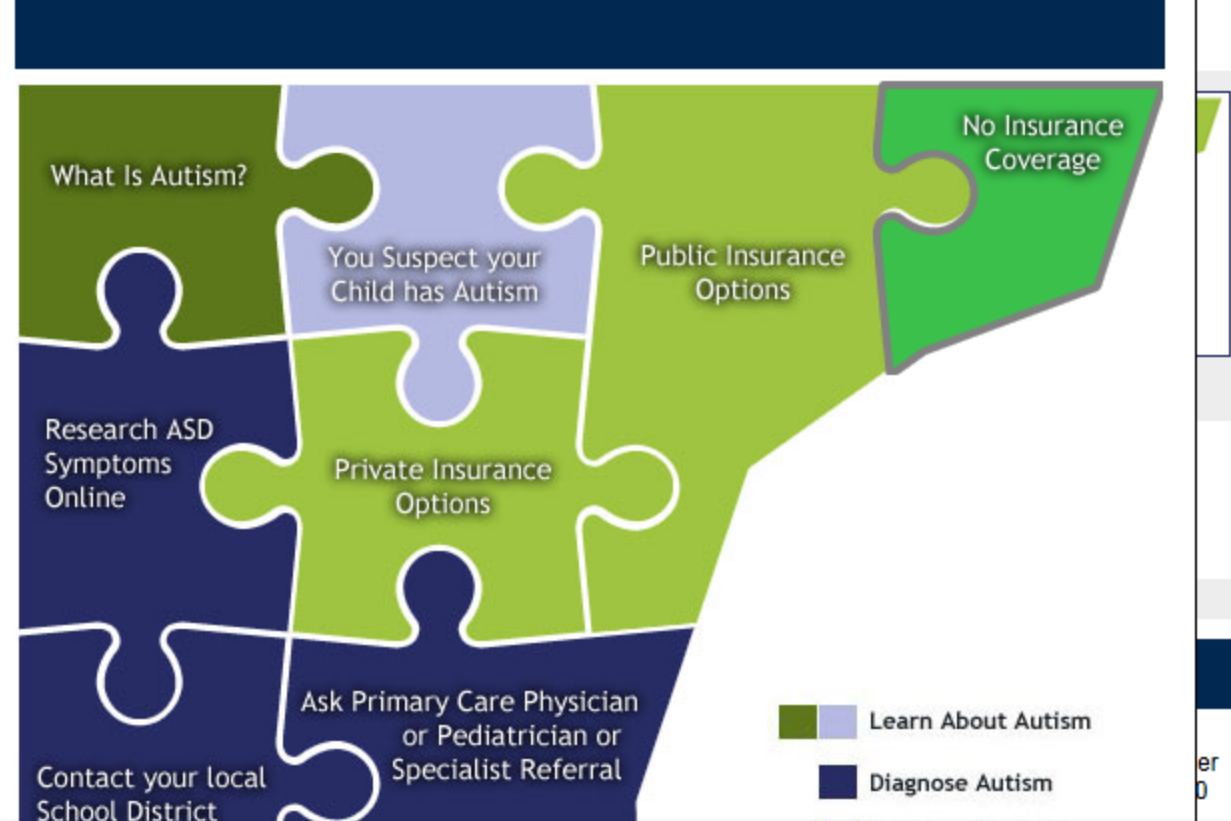 What Is Autism?
You Suspect your
Child has Autism
Public Insurance
Options
No Insurance
Coverage
Research ASD
Symptoms
Online
Private Insurance
Options
Ask Primary Care Physician
or Pediatrician or
Specialist Referral
Contact your local
School District
Learn About Autism
Diagnose Autism
er
0